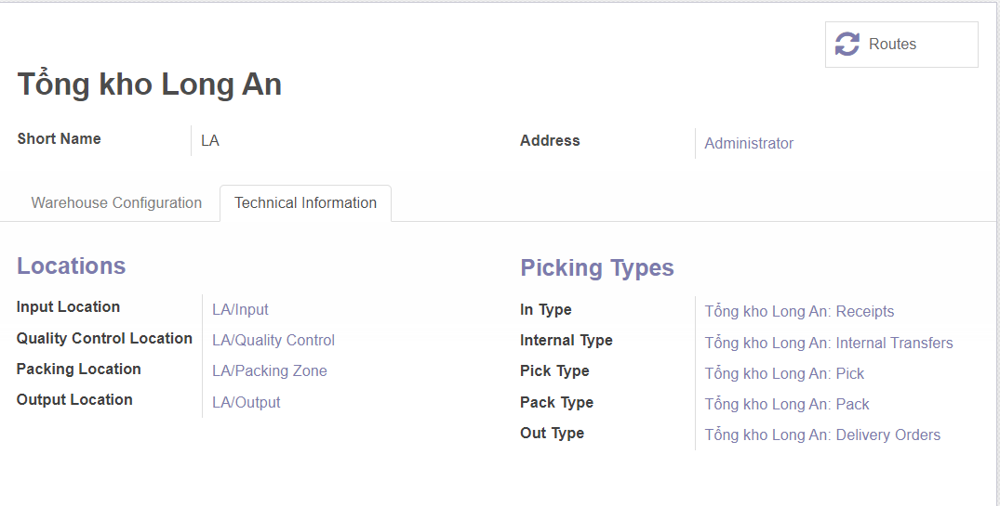 Routes
Tổng kho Long An
Short Name LA
Address Administrator
Warehouse Configuration Technical Information
Locations
Input Location LA/Input
Quality Control Location LA/Quality Control
Packing Location LA/Packing Zone
Output Location LA/Output
Picking Types
In Type Tổng kho Long An: Receipts
Internal Type Tổng kho Long An: Internal Transfers
Pick Type Tổng kho Long An: Pick
Pack Type Tổng kho Long An: Pack
Out Type Tổng kho Long An: Delivery Orders